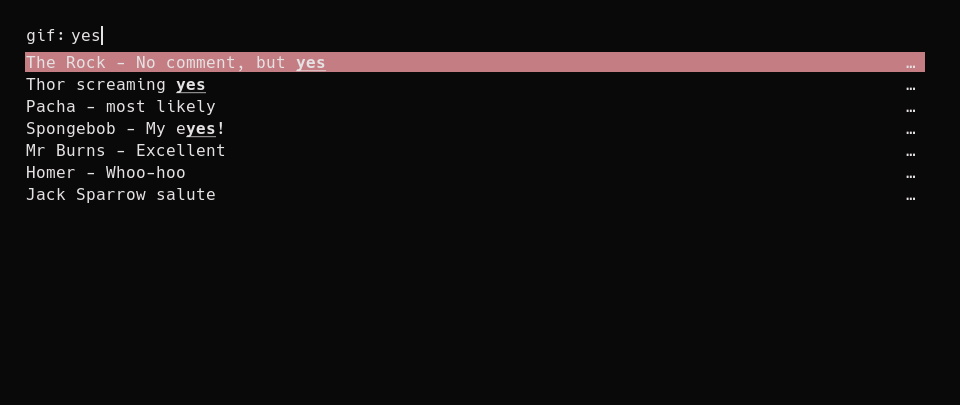 gif: yes
The Rock – No comment, but yes …
Thor screaming yes …
Pacha – most likely …
Spongebob – My eyes! …
Mr Burns – Excellent …
Homer – Whoo-hoo …
Jack Sparrow salute …